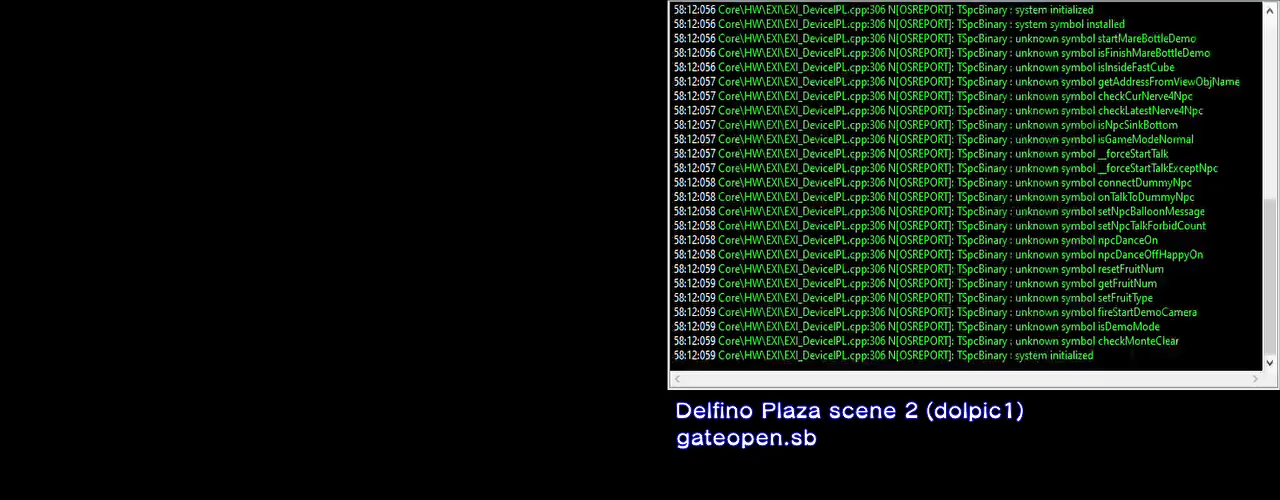 58:12:056 Core\HW\EXI\EXI_DeviceIPL.cpp:306 N[OSREPORT]: TSpcBinary : system initialized
58:12:056 Core\HW\EXI\EXI_DeviceIPL.cpp:306 N[OSREPORT]: TSpcBinary : system symbol installed
58:12:056 Core\HW\EXI\EXI_DeviceIPL.cpp:306 N[OSREPORT]: TSpcBinary : unknown symbol startMareBottleDemo
58:12:056 Core\HW\EXI\EXI_DeviceIPL.cpp:306 N[OSREPORT]: TSpcBinary : unknown symbol isFinishMareBottleDemo
58:12:056 Core\HW\EXI\EXI_DeviceIPL.cpp:306 N[OSREPORT]: TSpcBinary : unknown symbol isInsideFastCube
58:12:057 Core\HW\EXI\EXI_DeviceIPL.cpp:306 N[OSREPORT]: TSpcBinary : unknown symbol getAddressFromViewObjName
58:12:057 Core\HW\EXI\EXI_DeviceIPL.cpp:306 N[OSREPORT]: TSpcBinary : unknown symbol checkCurNerve4Npc
58:12:057 Core\HW\EXI\EXI_DeviceIPL.cpp:306 N[OSREPORT]: TSpcBinary : unknown symbol checkLatestNerve4Npc
58:12:057 Core\HW\EXI\EXI_DeviceIPL.cpp:306 N[OSREPORT]: TSpcBinary : unknown symbol isNpcSinkBottom
58:12:057 Core\HW\EXI\EXI_DeviceIPL.cpp:306 N[OSREPORT]: TSpcBinary : unknown symbol isGameModeNormal
58:12:057 Core\HW\EXI\EXI_DeviceIPL.cpp:306 N[OSREPORT]: TSpcBinary : unknown symbol __forceStartTalk
58:12:057 Core\HW\EXI\EXI_DeviceIPL.cpp:306 N[OSREPORT]: TSpcBinary : unknown symbol __forceStartTalkExceptNpc
58:12:058 Core\HW\EXI\EXI_DeviceIPL.cpp:306 N[OSREPORT]: TSpcBinary : unknown symbol connectDummyNpc
58:12:058 Core\HW\EXI\EXI_DeviceIPL.cpp:306 N[OSREPORT]: TSpcBinary : unknown symbol onTalkToDummyNpc
58:12:058 Core\HW\EXI\EXI_DeviceIPL.cpp:306 N[OSREPORT]: TSpcBinary : unknown symbol setNpcBalloonMessage
58:12:058 Core\HW\EXI\EXI_DeviceIPL.cpp:306 N[OSREPORT]: TSpcBinary : unknown symbol setNpcTalkForbidCount
58:12:058 Core\HW\EXI\EXI_DeviceIPL.cpp:306 N[OSREPORT]: TSpcBinary : unknown symbol npcDanceOn
58:12:058 Core\HW\EXI\EXI_DeviceIPL.cpp:306 N[OSREPORT]: TSpcBinary : unknown symbol npcDanceOffHappyOn
58:12:059 Core\HW\EXI\EXI_DeviceIPL.cpp:306 N[OSREPORT]: TSpcBinary : unknown symbol resetFruitNum
58:12:059 Core\HW\EXI\EXI_DeviceIPL.cpp:306 N[OSREPORT]: TSpcBinary : unknown symbol getFruitNum
58:12:059 Core\HW\EXI\EXI_DeviceIPL.cpp:306 N[OSREPORT]: TSpcBinary : unknown symbol setFruitType
58:12:059 Core\HW\EXI\EXI_DeviceIPL.cpp:306 N[OSREPORT]: TSpcBinary : unknown symbol fireStartDemoCamera
58:12:059 Core\HW\EXI\EXI_DeviceIPL.cpp:306 N[OSREPORT]: TSpcBinary : unknown symbol isDemoMode
58:12:059 Core\HW\EXI\EXI_DeviceIPL.cpp:306 N[OSREPORT]: TSpcBinary : unknown symbol checkMonteClear
58:12:059 Core\HW\EXI\EXI_DeviceIPL.cpp:306 N[OSREPORT]: TSpcBinary : system initialized
Delfino Plaza scene 2 (dolpic1)
gateopen.sb